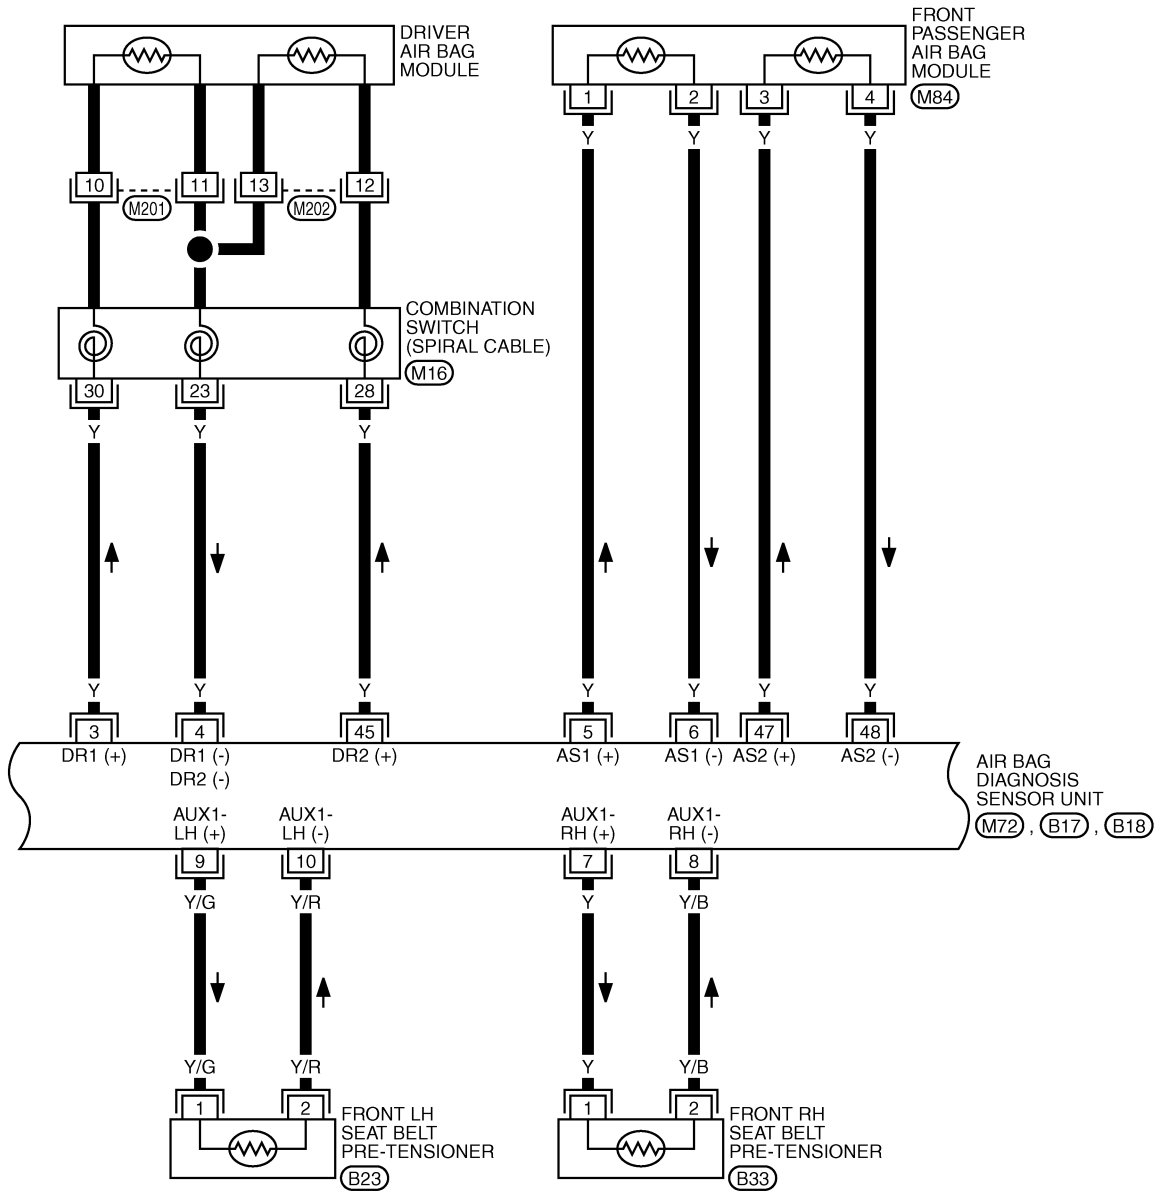 DRIVER
AIR BAG
MODULE
FRONT
PASSENGER
AIR BAG
MODULE
M84
1 2 3 4
Y Y Y Y
10 11 13 12
M201 M202
COMBINATION
SWITCH
(SPIRAL CABLE)
M16
30 23 28
Y Y Y
Y Y Y Y Y Y Y
3 4 45 5 6 47 48
DR1 (+) DR1 (-) DR2 (+) AS1 (+) AS1 (-) AS2 (+) AS2 (-)
DR2 (-)
AIR BAG
DIAGNOSIS
SENSOR UNIT
M72 , B17 , B18
AUX1- AUX1- AUX1- AUX1-
LH (+) LH (-) RH (+) RH (-)
9 10 7 8
Y/G Y/R Y Y/B
Y/G Y/R Y Y/B
1 2 1 2
FRONT LH
SEAT BELT
PRE-TENSIONER
B23
FRONT RH
SEAT BELT
PRE-TENSIONER
B33